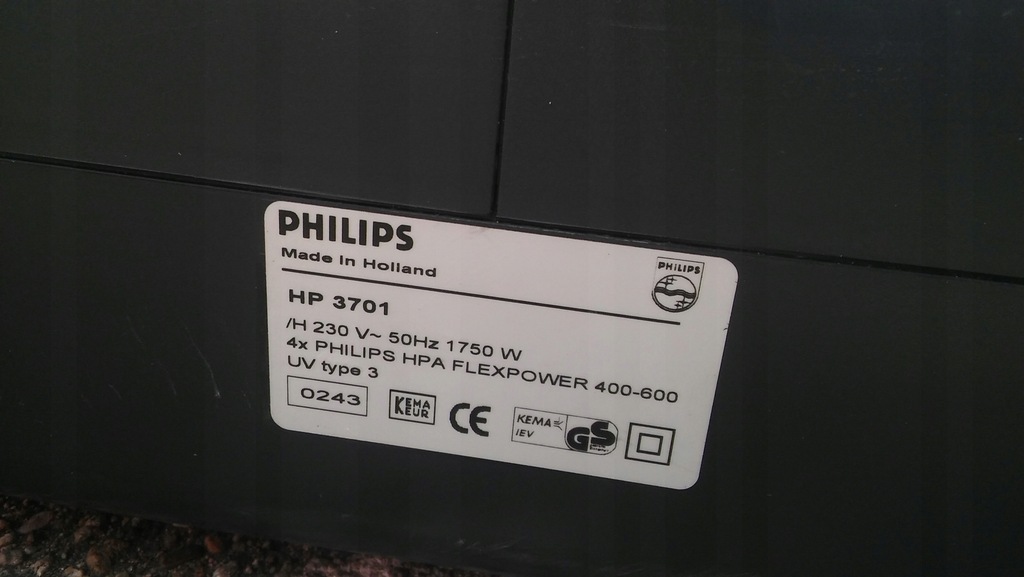 PHILIPS
Made In Holland
PHILIPS
HP 3701
/H 230 V~ 50Hz 1750 W
4x PHILIPS HPA FLEXPOWER 400-600
UV type 3
0243
KEMA
KEUR
CE
KEMA
IEV
GS